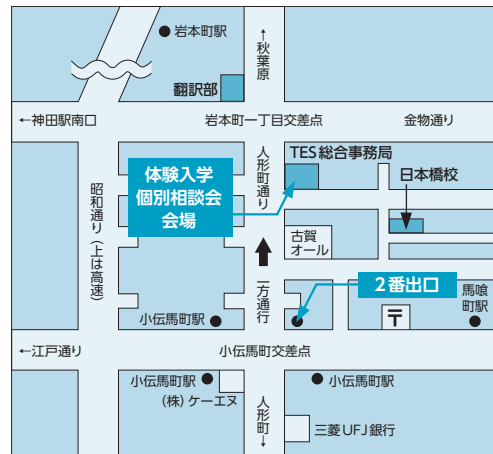 岩本町駅
↑秋葉原
翻訳部
←神田駅南口
岩本町一丁目交差点
金物通り
TES総合事務局
人形町通り
体験入学
個別相談会
会場
日本橋校
昭和通り(上は高速)
古賀
オール
一方通行
2番出口
馬喰
町駅
小伝馬町駅
〒
←江戸通り
小伝馬町交差点
小伝馬町駅
(株)ケーエヌ
人形町↓
小伝馬町駅
三菱UFJ銀行